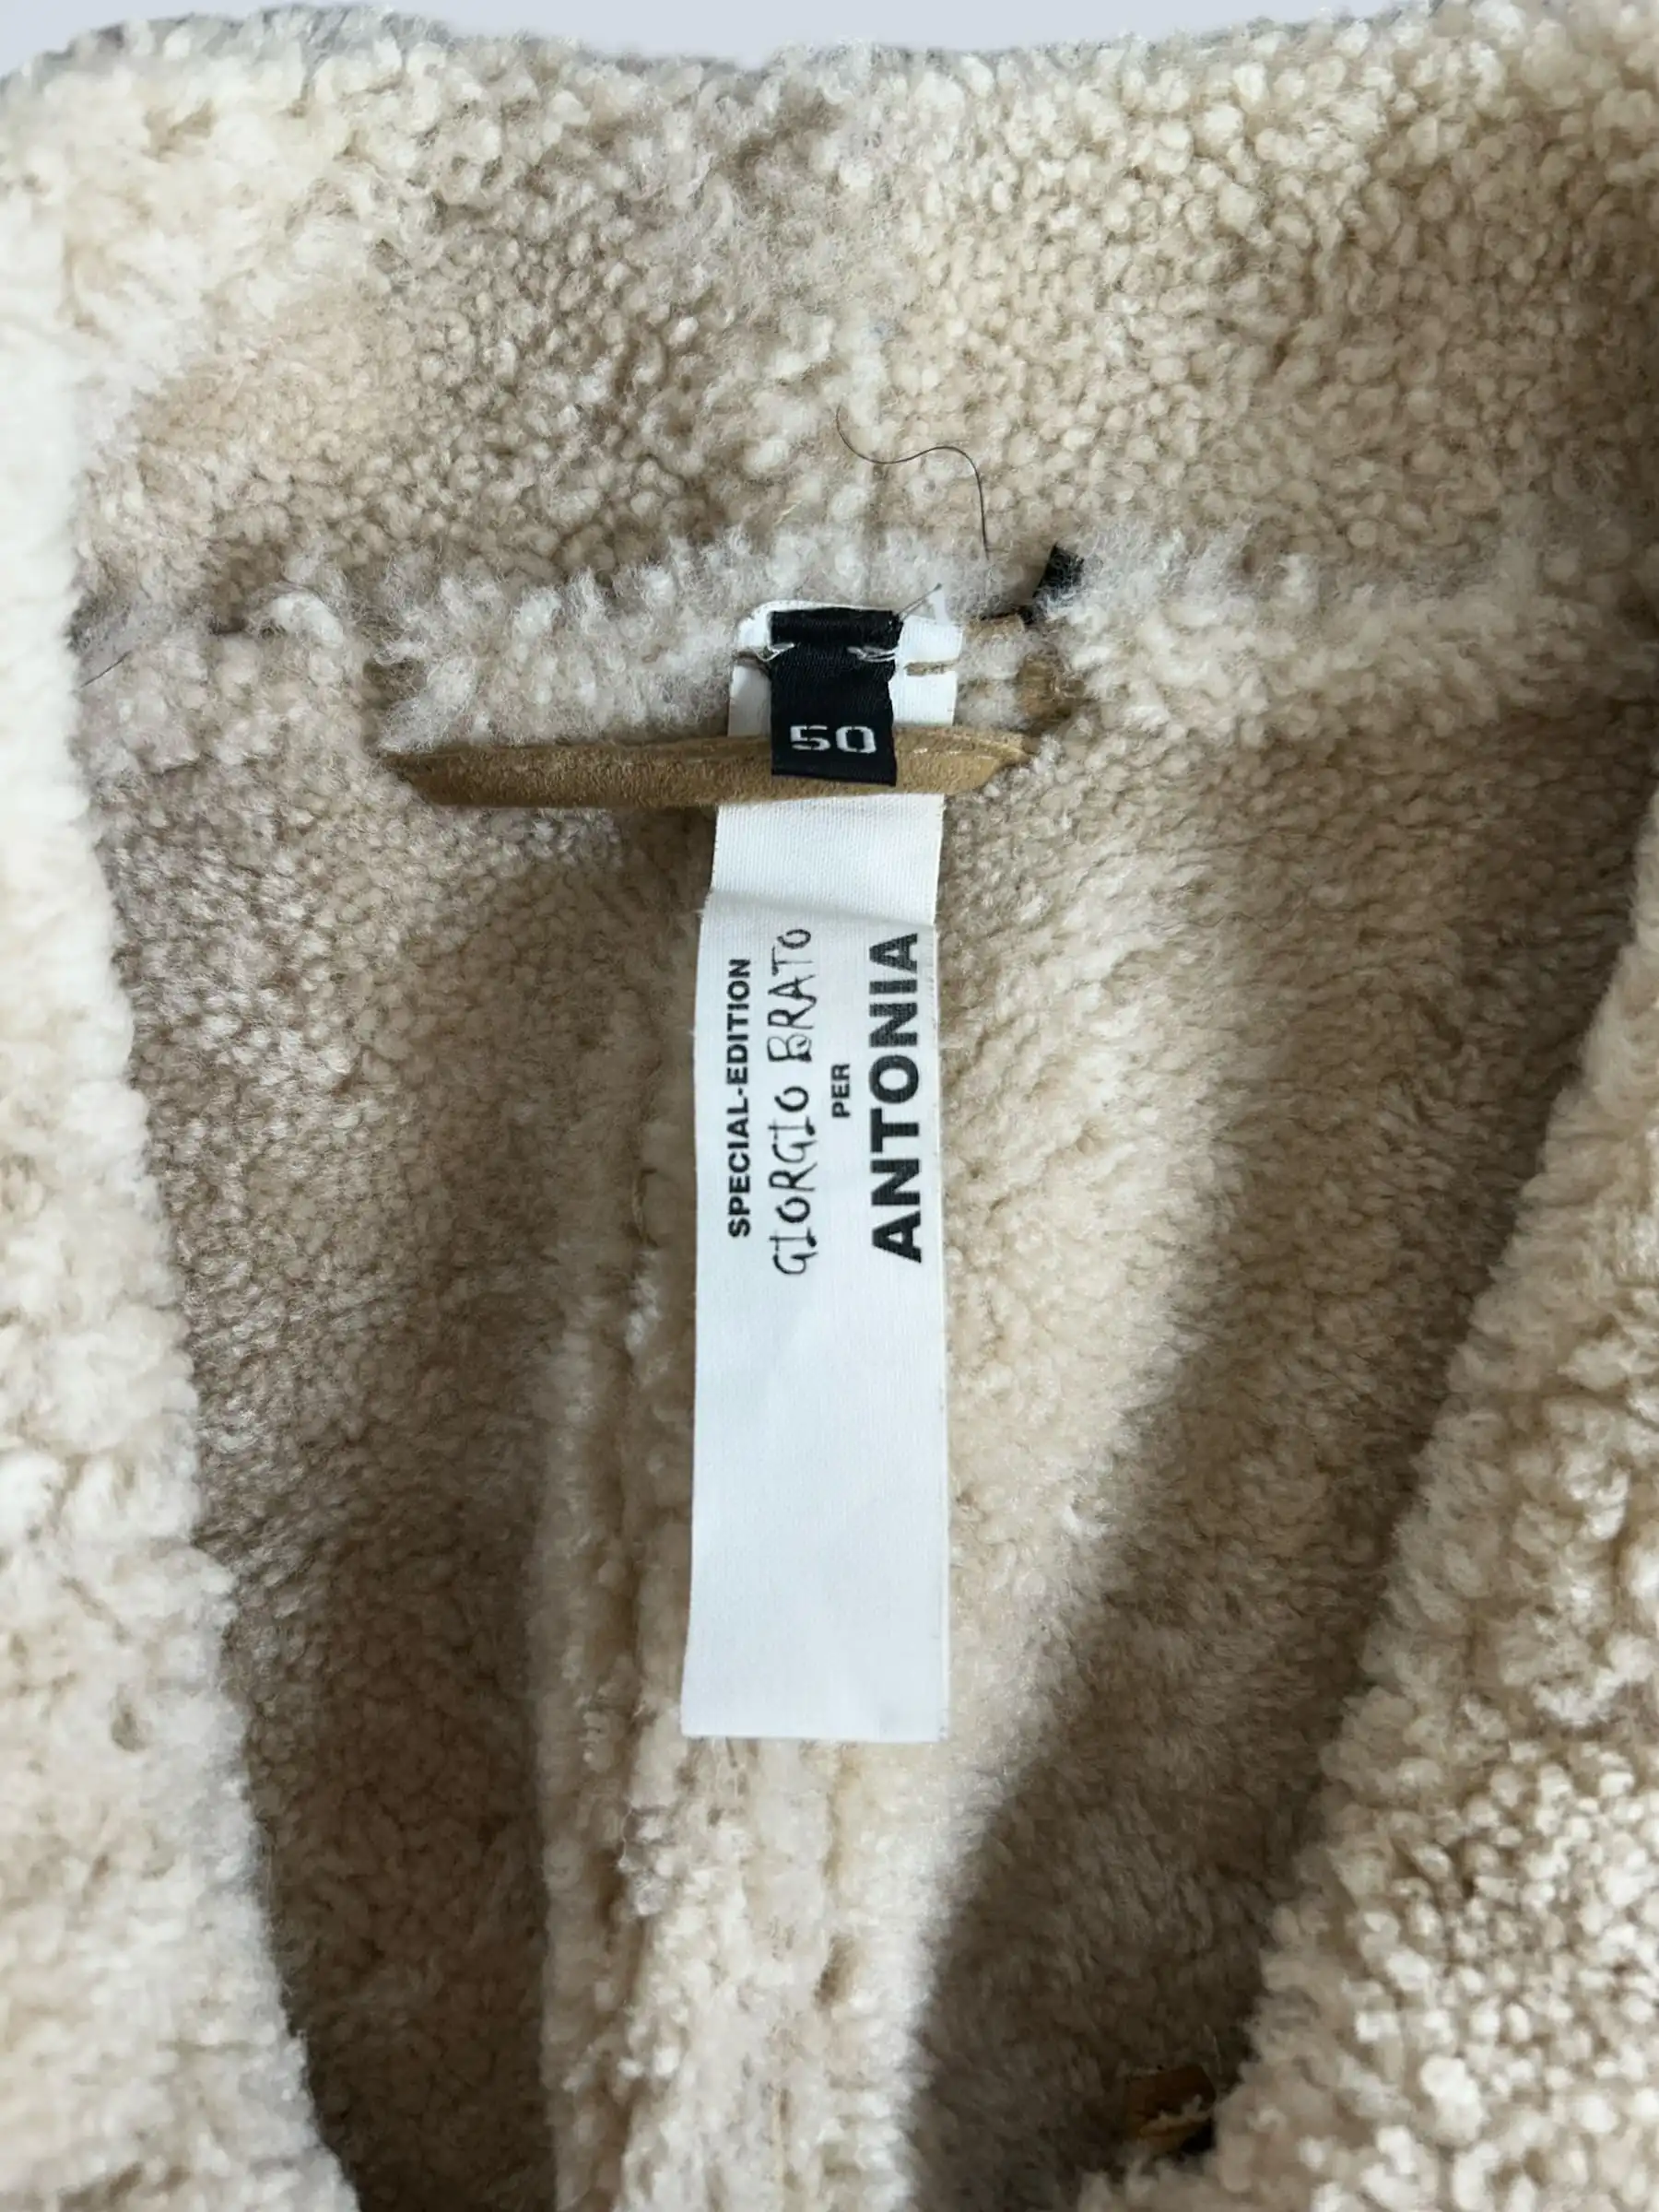 50
SPECIAL-EDITION
GIORGIO BRATO
PER
ANTONIA